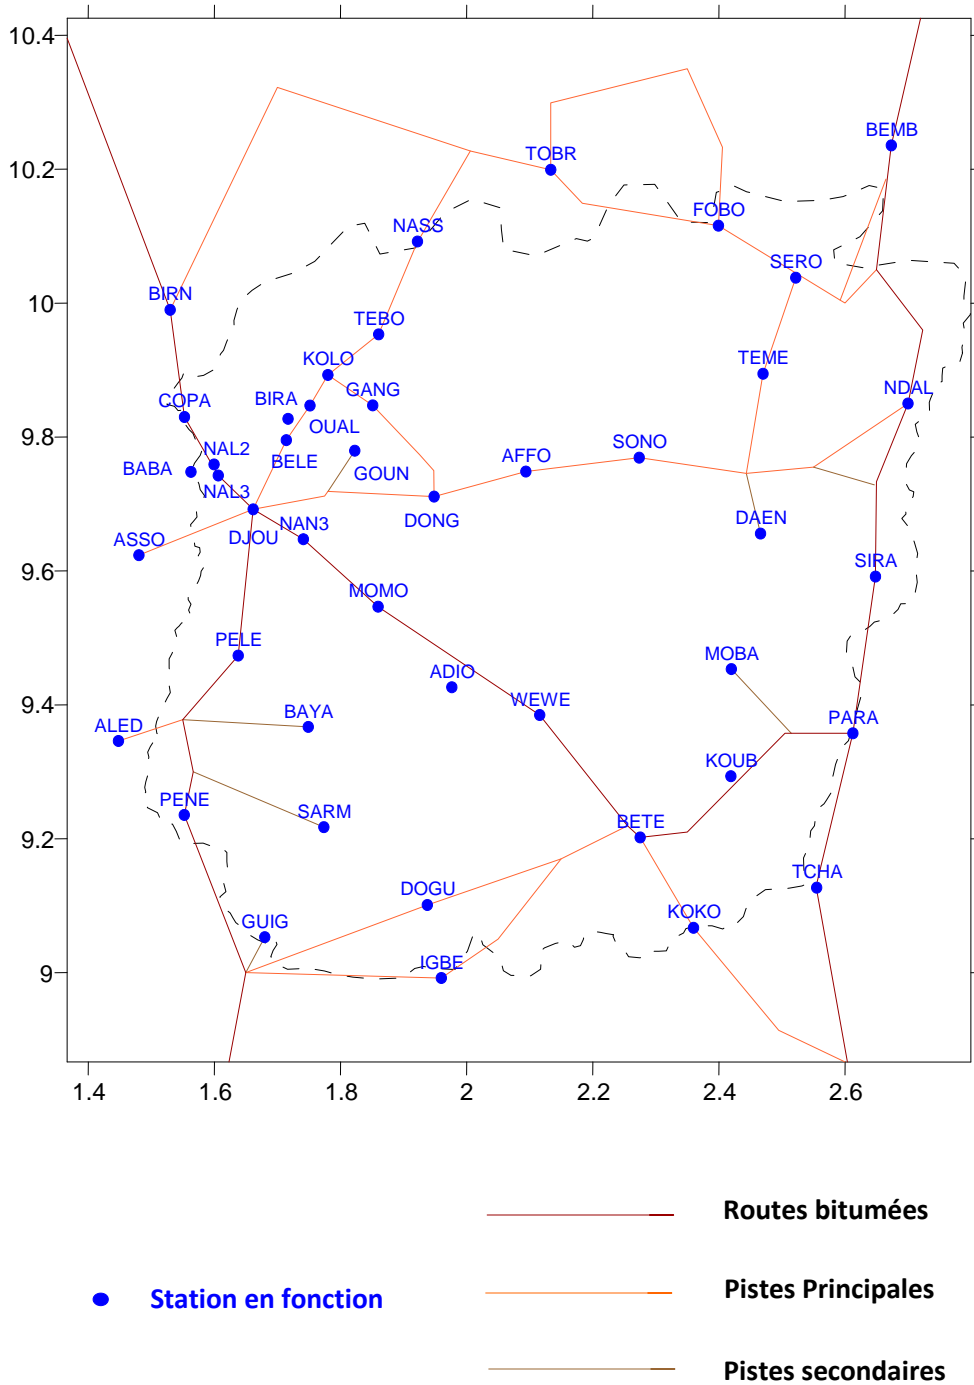 10.4
BEMB
TOBR
10.2
FOBO
NASS
SERO
10
BIRN
TEBO
KOLO
TEME
GANG
NDAL
COPA
BIRA
OUAL
9.8
NAL2
BELE
SONO
AFFO
BABA
GOUN
NAL3
DONG
DAEN
NAN3
DJOU
ASSO
SIRA
9.6
MOMO
PELE
MOBA
ADIO
WEWE
9.4
ALED
BAYA
PARA
KOUB
PENE
SARM
BETE
9.2
TCHA
DOGU
KOKO
GUIG
IGBE
9
1.4 1.6 1.8 2 2.2 2.4 2.6
Routes bitumées
Station en fonction
Pistes Principales
Pistes secondaires